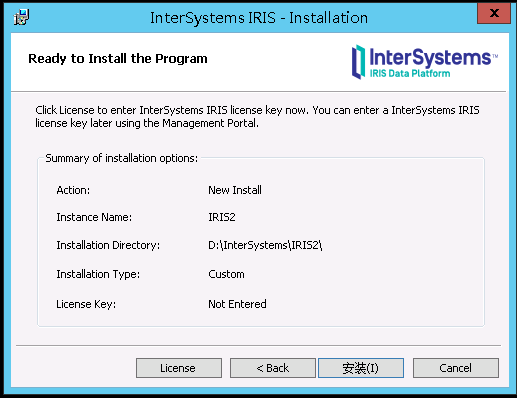 InterSystems IRIS - Installation
X
Ready to Install the Program
InterSystems™
IRIS Data Platform
Click License to enter InterSystems IRIS license key now. You can enter a InterSystems IRIS
license key later using the Management Portal.
Summary of installation options:
Action: New Install
Instance Name: IRIS2
Installation Directory: D:\InterSystems\IRIS2\
Installation Type: Custom
License Key: Not Entered
License < Back 安装(I) Cancel